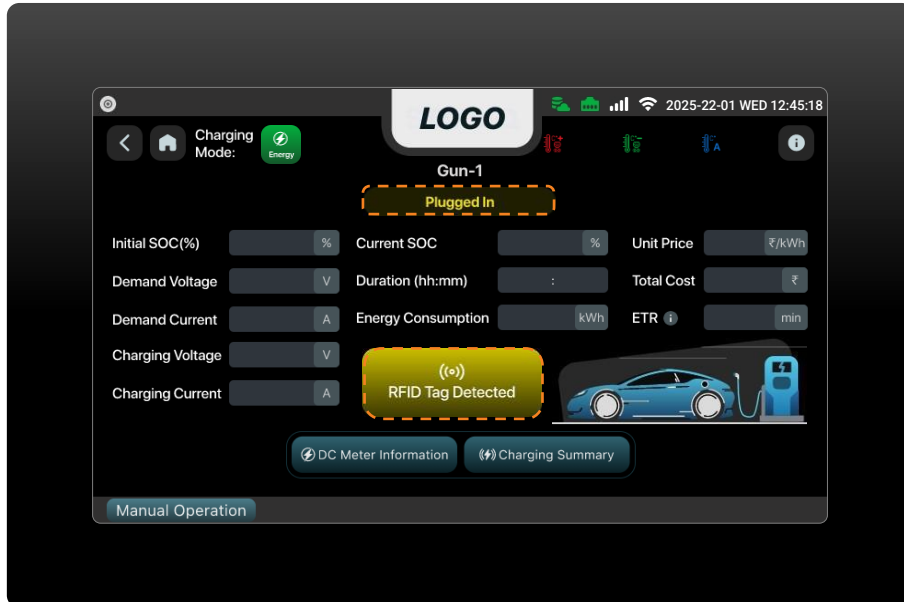 LOGO
2025-22-01 WED 12:45:18
Charging
Mode:
Energy
A
Gun-1
Plugged In
Initial SOC(%) %
Current SOC %
Unit Price ₹/kWh
Demand Voltage V
Duration (hh:mm) :
Total Cost ₹
Demand Current A
Energy Consumption kWh
ETR i min
Charging Voltage V
Charging Current A
RFID Tag Detected
DC Meter Information
Charging Summary
Manual Operation